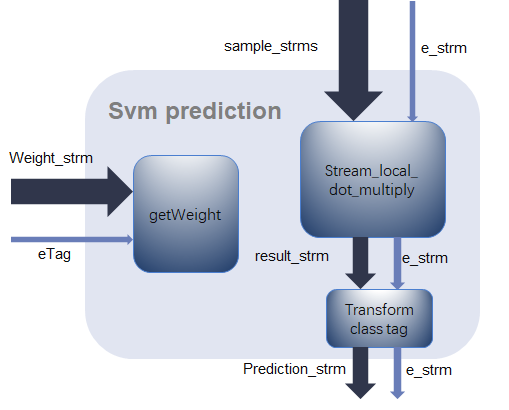 sample_strms
e_strm
Svm prediction
Weight_strm
getWeight
eTag
Stream_local_
dot_multiply
result_strm
e_strm
Transform
class tag
Prediction_strm
e_strm